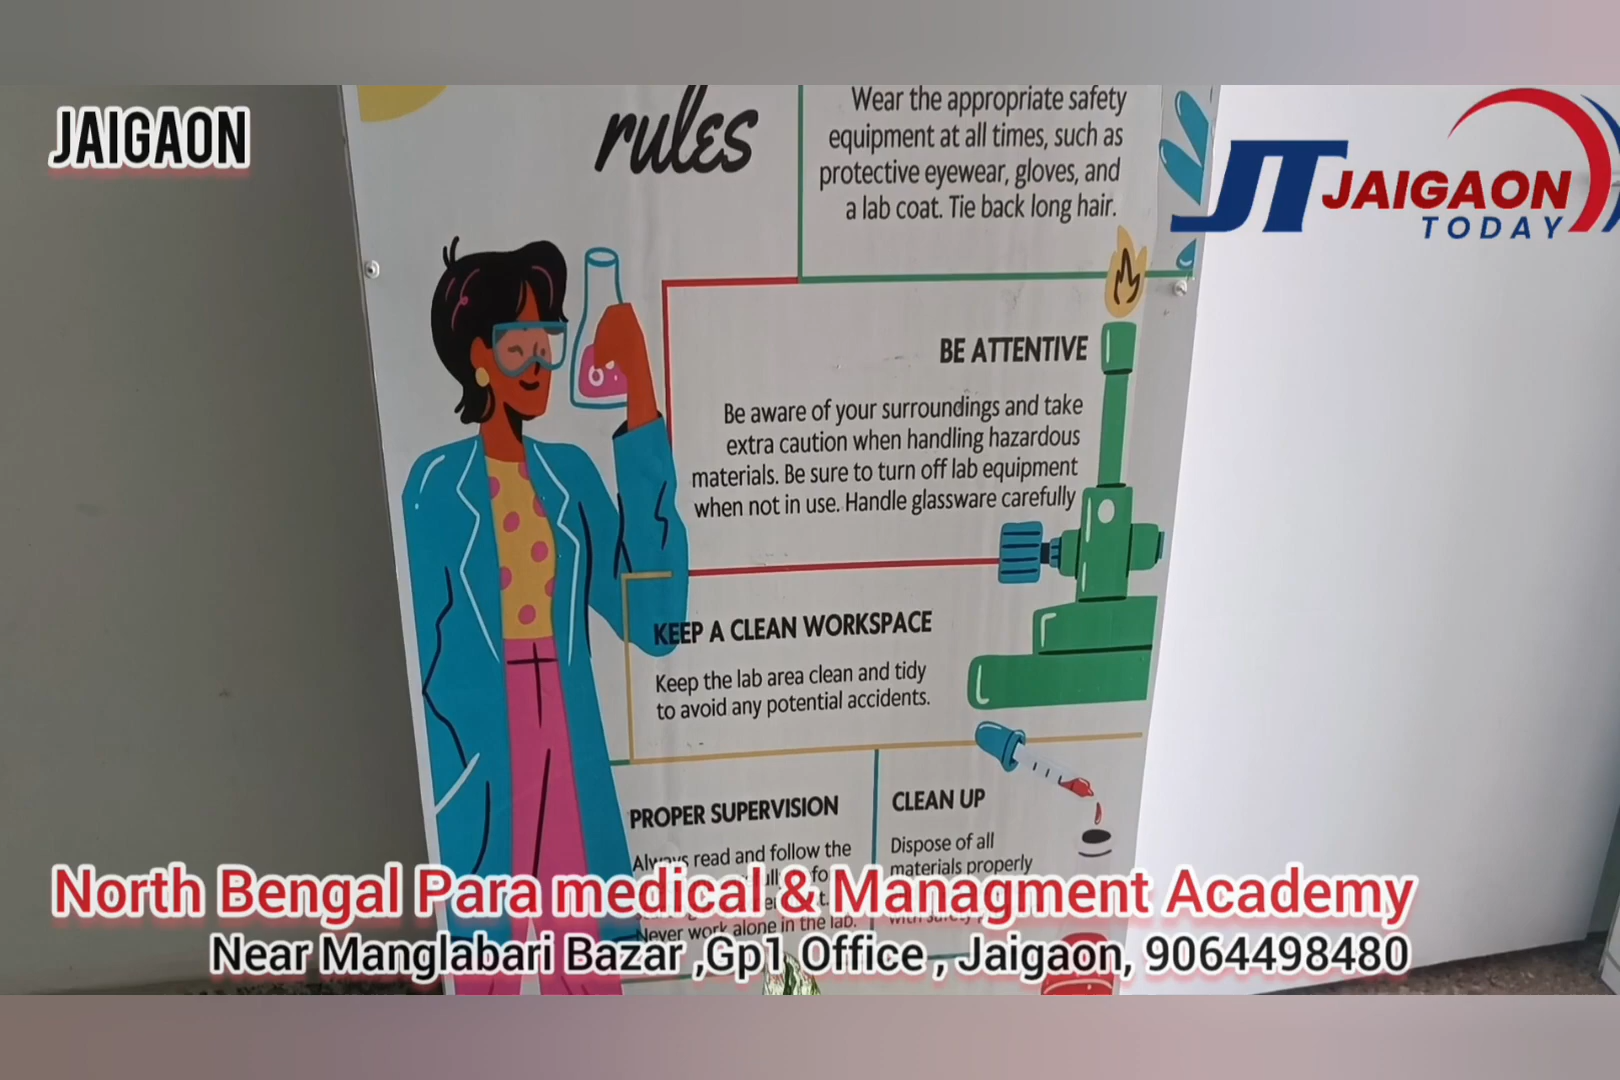 JAIGAON
JT JAIGAON
TODAY
rules
Wear the appropriate safety
equipment at all times, such as
protective eyewear, gloves, and
a lab coat. Tie back long hair.
BE ATTENTIVE
Be aware of your surroundings and take
extra caution when handling hazardous
materials. Be sure to turn off lab equipment
when not in use. Handle glassware carefully
KEEP A CLEAN WORKSPACE
Keep the lab area clean and tidy
to avoid any potential accidents.
PROPER SUPERVISION
Always read and follow the
Never work alone in the lab.
CLEAN UP
Dispose of all
materials properly
North Bengal Para medical & Managment Academy
Near Manglabari Bazar ,Gp1 Office , Jaigaon, 9064498480